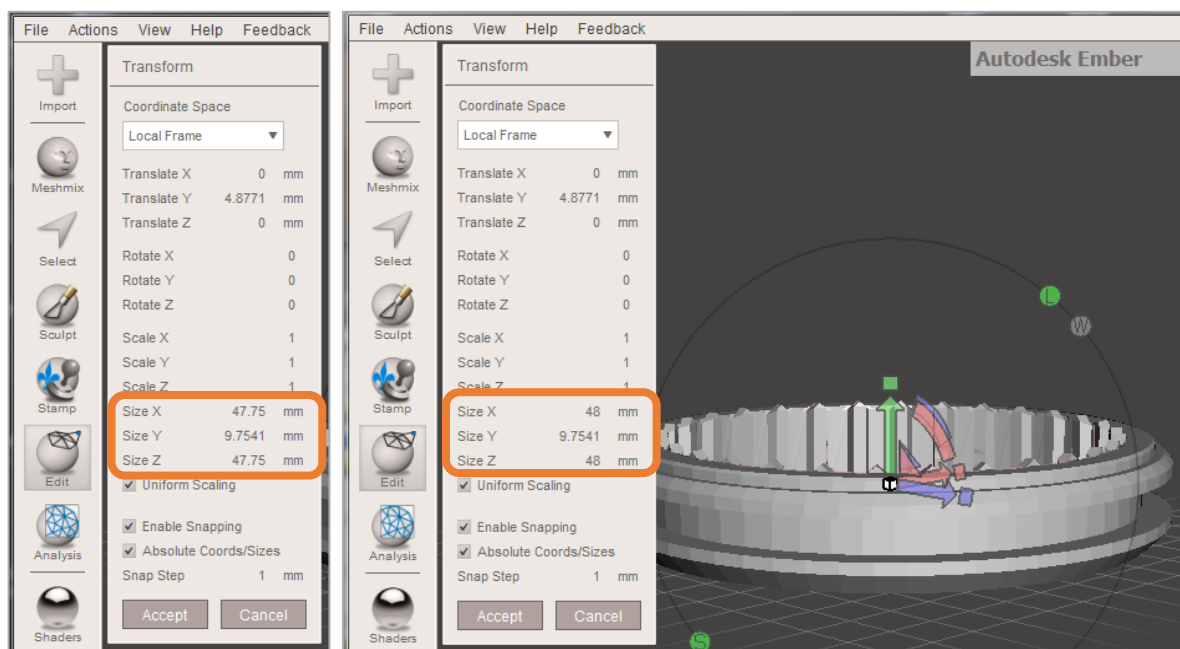 File Actions View Help Feedback
Import
Meshmix
Select
Sculpt
Stamp
Edit
Analysis
Shaders
Transform
Coordinate Space
Local Frame
Translate X 0 mm
Translate Y 4.8771 mm
Translate Z 0 mm
Rotate X 0
Rotate Y 0
Rotate Z 0
Scale X 1
Scale Y 1
Scale Z 1
Size X 47.75 mm
Size Y 9.7541 mm
Size Z 47.75 mm
Uniform Scaling
Enable Snapping
Absolute Coords/Sizes
Snap Step 1 mm
Accept Cancel
File Actions View Help Feedback
Import
Meshmix
Select
Sculpt
Stamp
Edit
Analysis
Shaders
Transform
Coordinate Space
Local Frame
Translate X 0 mm
Translate Y 4.8771 mm
Translate Z 0 mm
Rotate X 0
Rotate Y 0
Rotate Z 0
Scale X 1
Scale Y 1
Scale Z 1
Size X 48 mm
Size Y 9.7541 mm
Size Z 48 mm
Uniform Scaling
Enable Snapping
Absolute Coords/Sizes
Snap Step 1 mm
Accept Cancel
Autodesk Ember
L
W
S